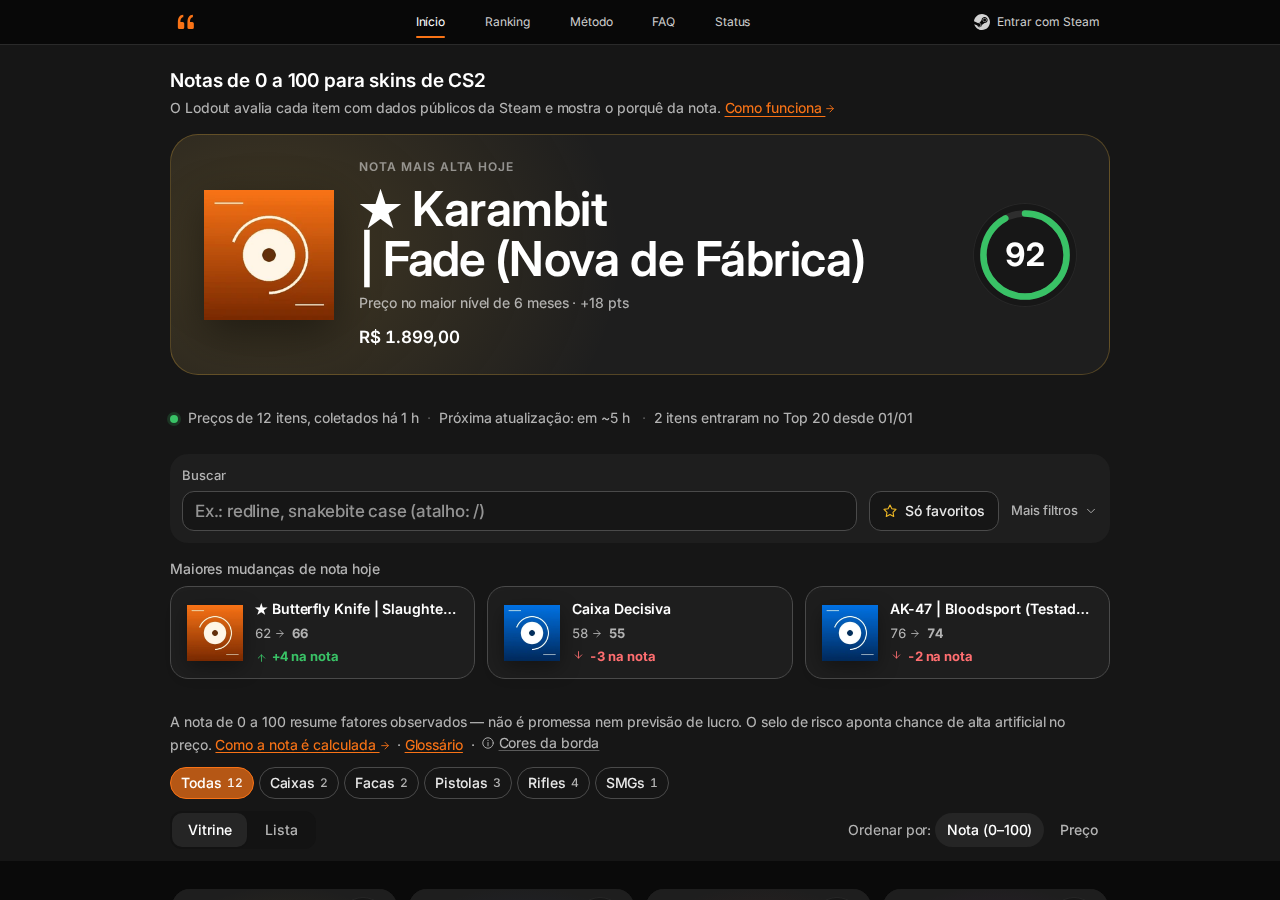 Início
Ranking
Método
FAQ
Status
Entrar com Steam
Notas de 0 a 100 para skins de CS2
O Lodout avalia cada item com dados públicos da Steam e mostra o porquê da nota. Como funciona →
NOTA MAIS ALTA HOJE
★ Karambit
| Fade (Nova de Fábrica)
Preço no maior nível de 6 meses · +18 pts
R$ 1.899,00
92
Preços de 12 itens, coletados há 1 h · Próxima atualização: em ~5 h · 2 itens entraram no Top 20 desde 01/01
Buscar
Ex.: redline, snakebite case (atalho: /)
Só favoritos
Mais filtros
Maiores mudanças de nota hoje
★ Butterfly Knife | Slaughte...
62 → 66
↑ +4 na nota
Caixa Decisiva
58 → 55
↓ -3 na nota
AK-47 | Bloodsport (Testad...
76 → 74
↓ -2 na nota
A nota de 0 a 100 resume fatores observados — não é promessa nem previsão de lucro. O selo de risco aponta chance de alta artificial no
preço. Como a nota é calculada → · Glossário · Cores da borda
Todas 12
Caixas 2
Facas 2
Pistolas 3
Rifles 4
SMGs 1
Vitrine
Lista
Ordenar por: Nota (0–100) Preço